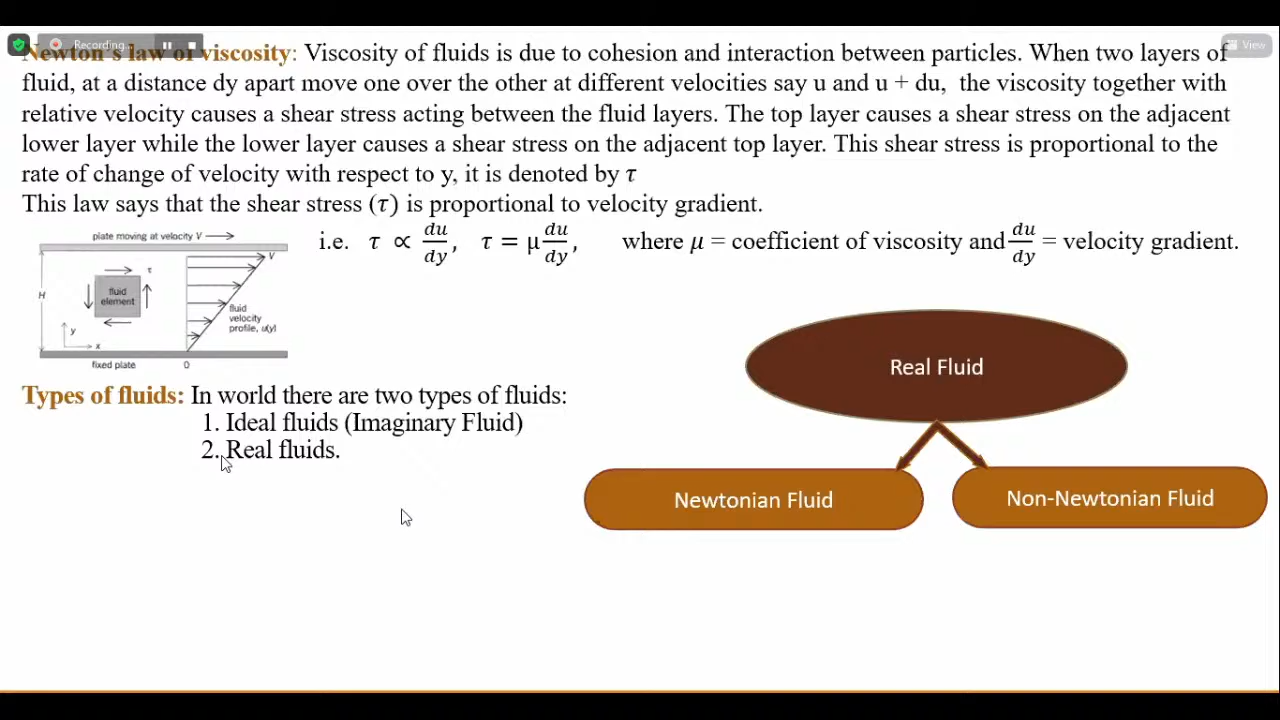 Recording...
View
Newton's law of viscosity: Viscosity of fluids is due to cohesion and interaction between particles. When two layers of
fluid, at a distance dy apart move one over the other at different velocities say u and u + du, the viscosity together with
relative velocity causes a shear stress acting between the fluid layers. The top layer causes a shear stress on the adjacent
lower layer while the lower layer causes a shear stress on the adjacent top layer. This shear stress is proportional to the
rate of change of velocity with respect to y, it is denoted by τ
This law says that the shear stress (τ) is proportional to velocity gradient.
i.e. τ ∝ du/dy, τ = μ du/dy, where μ = coefficient of viscosity and du/dy = velocity gradient.
plate moving at velocity V
V
τ
H
fluid
element
fluid
velocity
profile, u(y)
y
x
fixed plate
0
Real Fluid
Newtonian Fluid
Non-Newtonian Fluid
Types of fluids: In world there are two types of fluids:
1. Ideal fluids (Imaginary Fluid)
2. Real fluids.